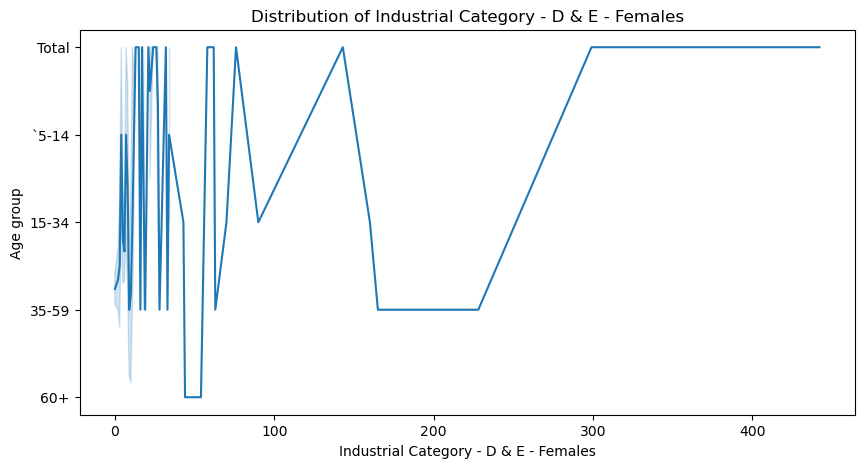 Distribution of Industrial Category - D & E - Females
Total
`5-14
15-34
35-59
60+
Age group
0 100 200 300 400
Industrial Category - D & E - Females